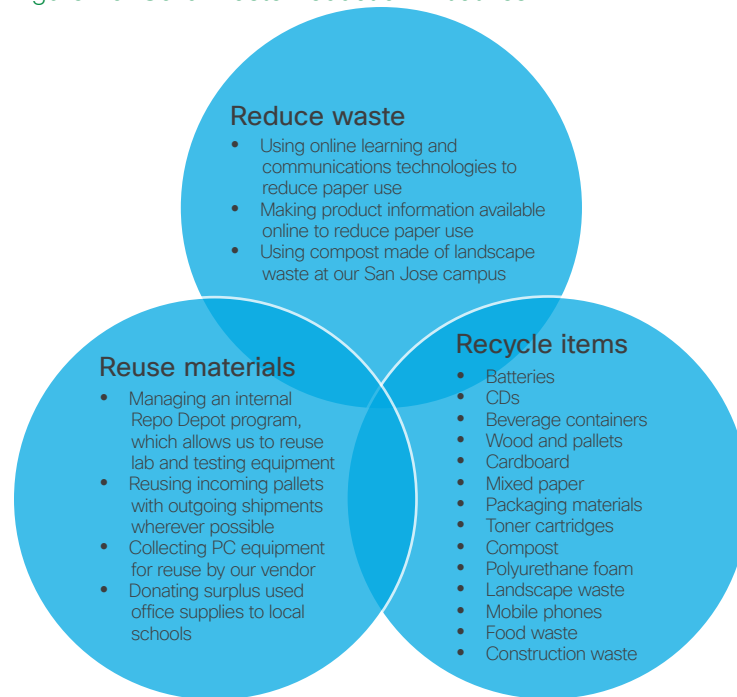 Reduce waste
• Using online learning and
communications technologies to
reduce paper use
• Making product information available
online to reduce paper use
• Using compost made of landscape
waste at our San Jose campus
Reuse materials
• Managing an internal
Repo Depot program,
which allows us to reuse
lab and testing equipment
• Reusing incoming pallets
with outgoing shipments
wherever possible
• Collecting PC equipment
for reuse by our vendor
• Donating surplus used
office supplies to local
schools
Recycle items
• Batteries
• CDs
• Beverage containers
• Wood and pallets
• Cardboard
• Mixed paper
• Packaging materials
• Toner cartridges
• Compost
• Polyurethane foam
• Landscape waste
• Mobile phones
• Food waste
• Construction waste